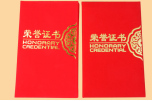 荣誉证书
HONORARY
CREDENTIAL
荣誉证书
HONORARY
CREDENTIAL